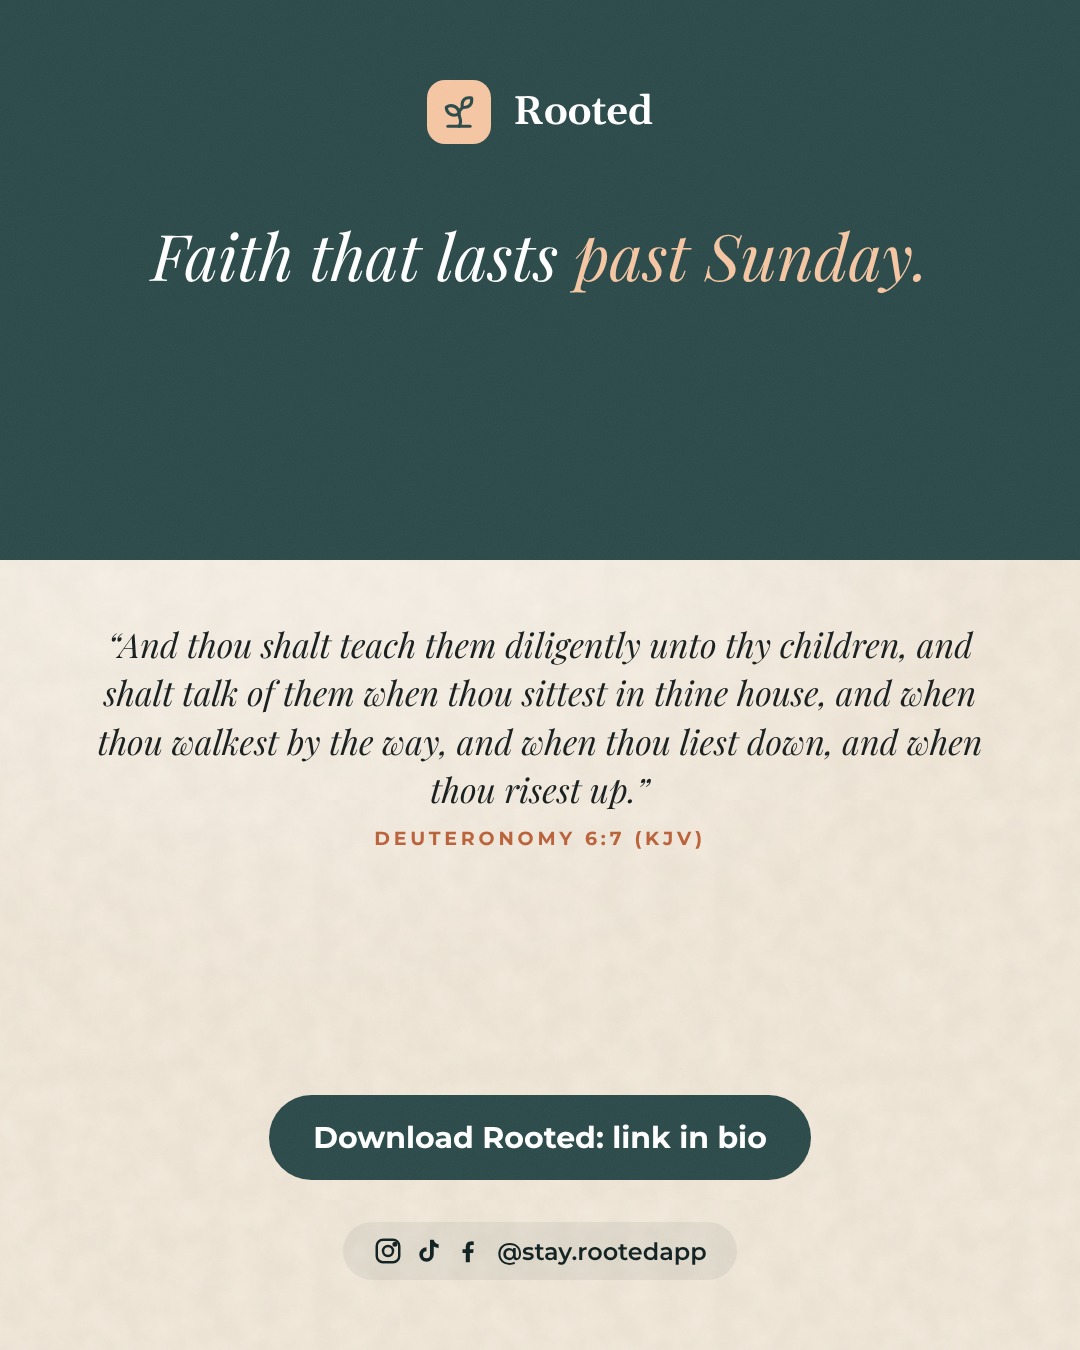 Rooted
Faith that lasts past Sunday.
“And thou shalt teach them diligently unto thy children, and
shalt talk of them when thou sittest in thine house, and when
thou walkest by the way, and when thou liest down, and when
thou risest up.”
DEUTERONOMY 6:7 (KJV)
Download Rooted: link in bio
@stay.rootedapp